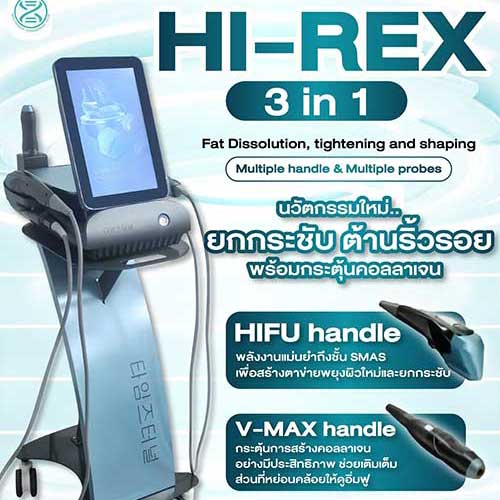 HI-REX
3 in 1
Fat Dissolution, tightening and shaping
Multiple handle & Multiple probes
นวัตกรรมใหม่..
ยกกระชับ ต้านริ้วรอย
พร้อมกระตุ้นคอลลาเจน
HIFU handle
พลังงานแม่นยำถึงชั้น SMAS
เพื่อสร้างตาข่ายพยุงผิวใหม่และยกกระชับ
V-MAX handle
กระตุ้นการสร้างคอลลาเจน
อย่างมีประสิทธิภาพ ช่วยเติมเต็ม
ส่วนที่หย่อนคล้อยให้ดูอิ่มฟู
타임즈터널